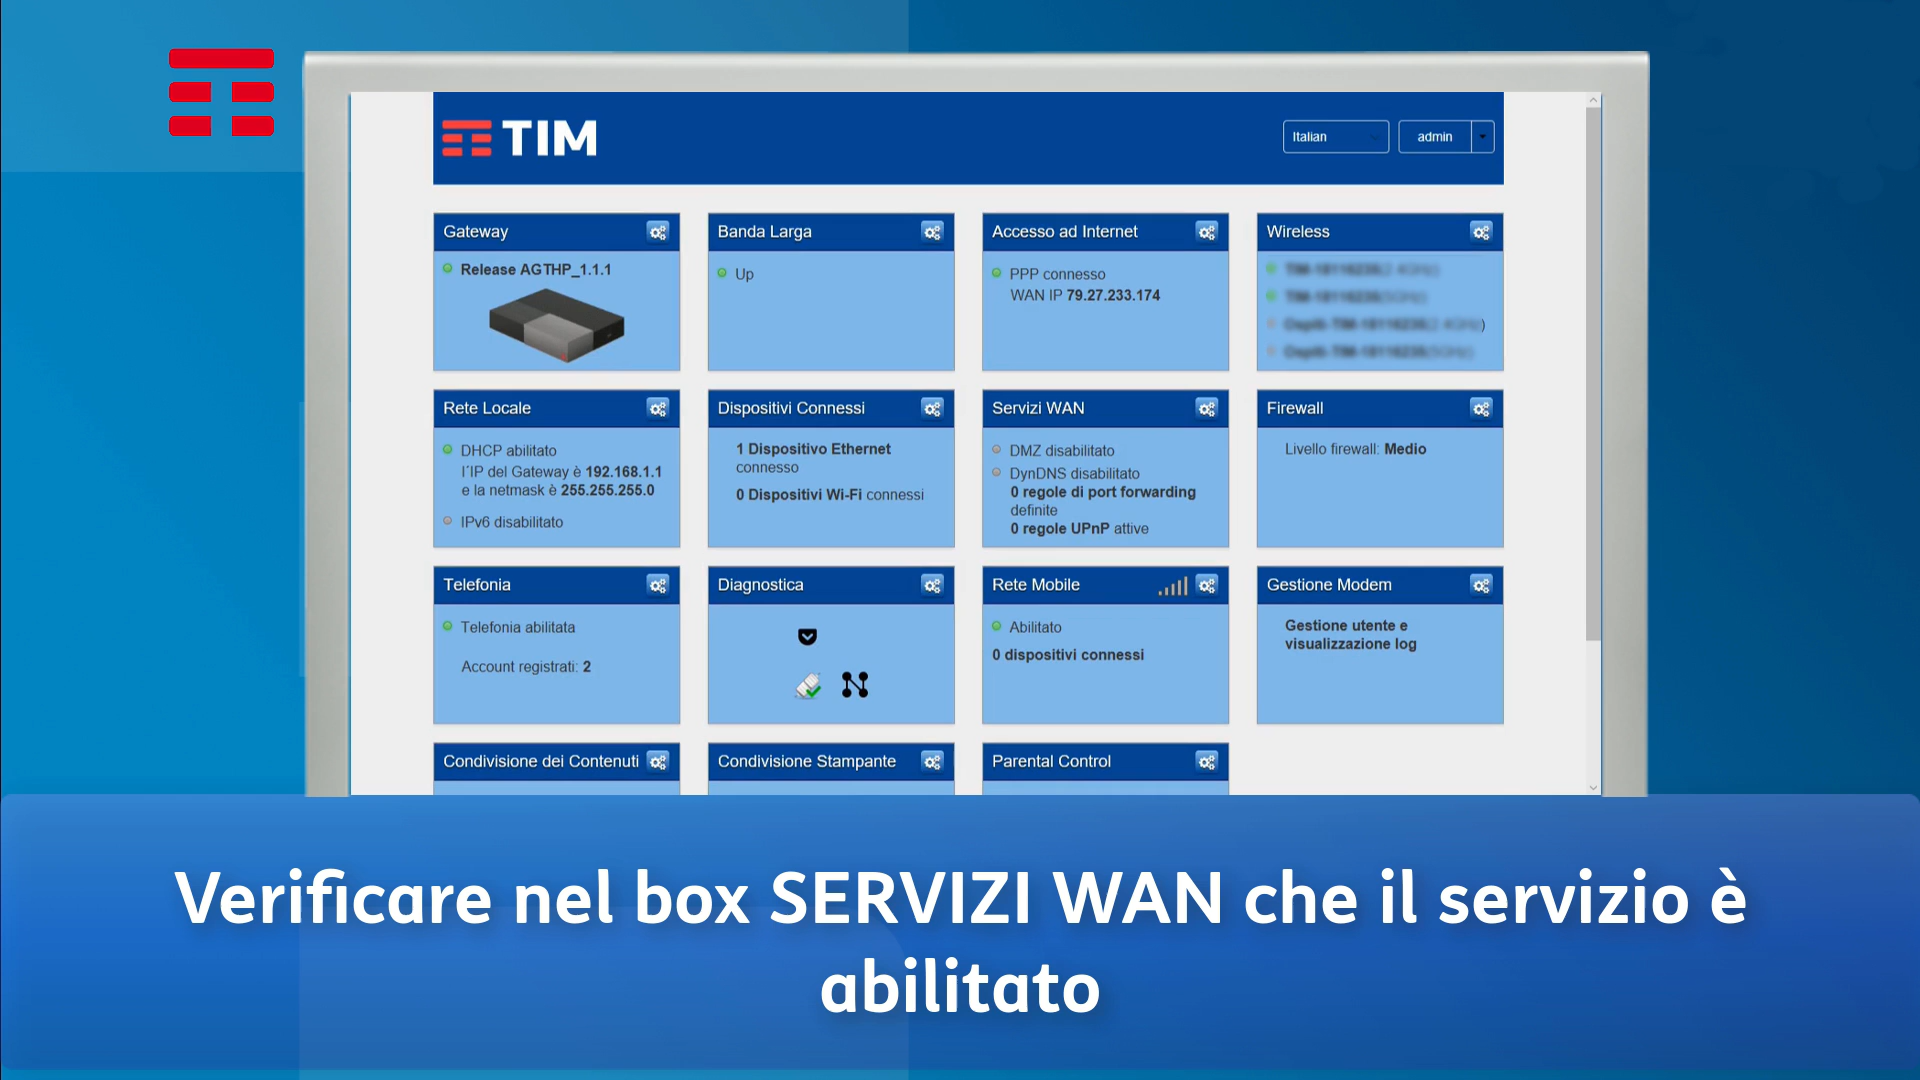 TIM
Italian
admin
Gateway
Release AGTHP_1.1.1
Banda Larga
Up
Accesso ad Internet
PPP connesso
WAN IP 79.27.233.174
Wireless
Rete Locale
DHCP abilitato
l´IP del Gateway è 192.168.1.1
e la netmask è 255.255.255.0
IPv6 disabilitato
Dispositivi Connessi
1 Dispositivo Ethernet
connesso
0 Dispositivi Wi-Fi connessi
Servizi WAN
DMZ disabilitato
DynDNS disabilitato
0 regole di port forwarding
definite
0 regole UPnP attive
Firewall
Livello firewall: Medio
Telefonia
Telefonia abilitata
Account registrati: 2
Diagnostica
Rete Mobile
Abilitato
0 dispositivi connessi
Gestione Modem
Gestione utente e
visualizzazione log
Condivisione dei Contenuti
Condivisione Stampante
Parental Control
Verificare nel box SERVIZI WAN che il servizio è
abilitato